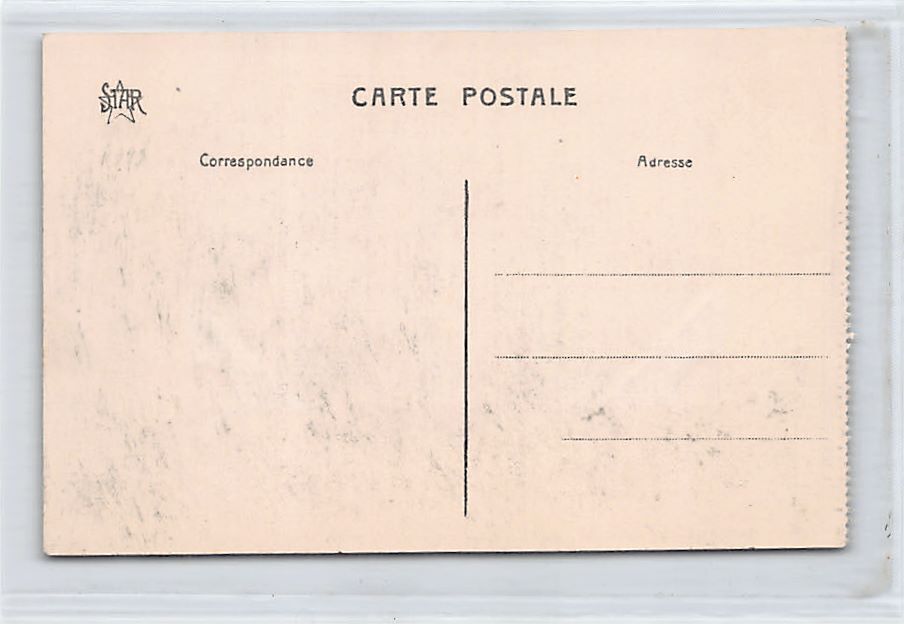 STAR
CARTE POSTALE
Correspondance
Adresse